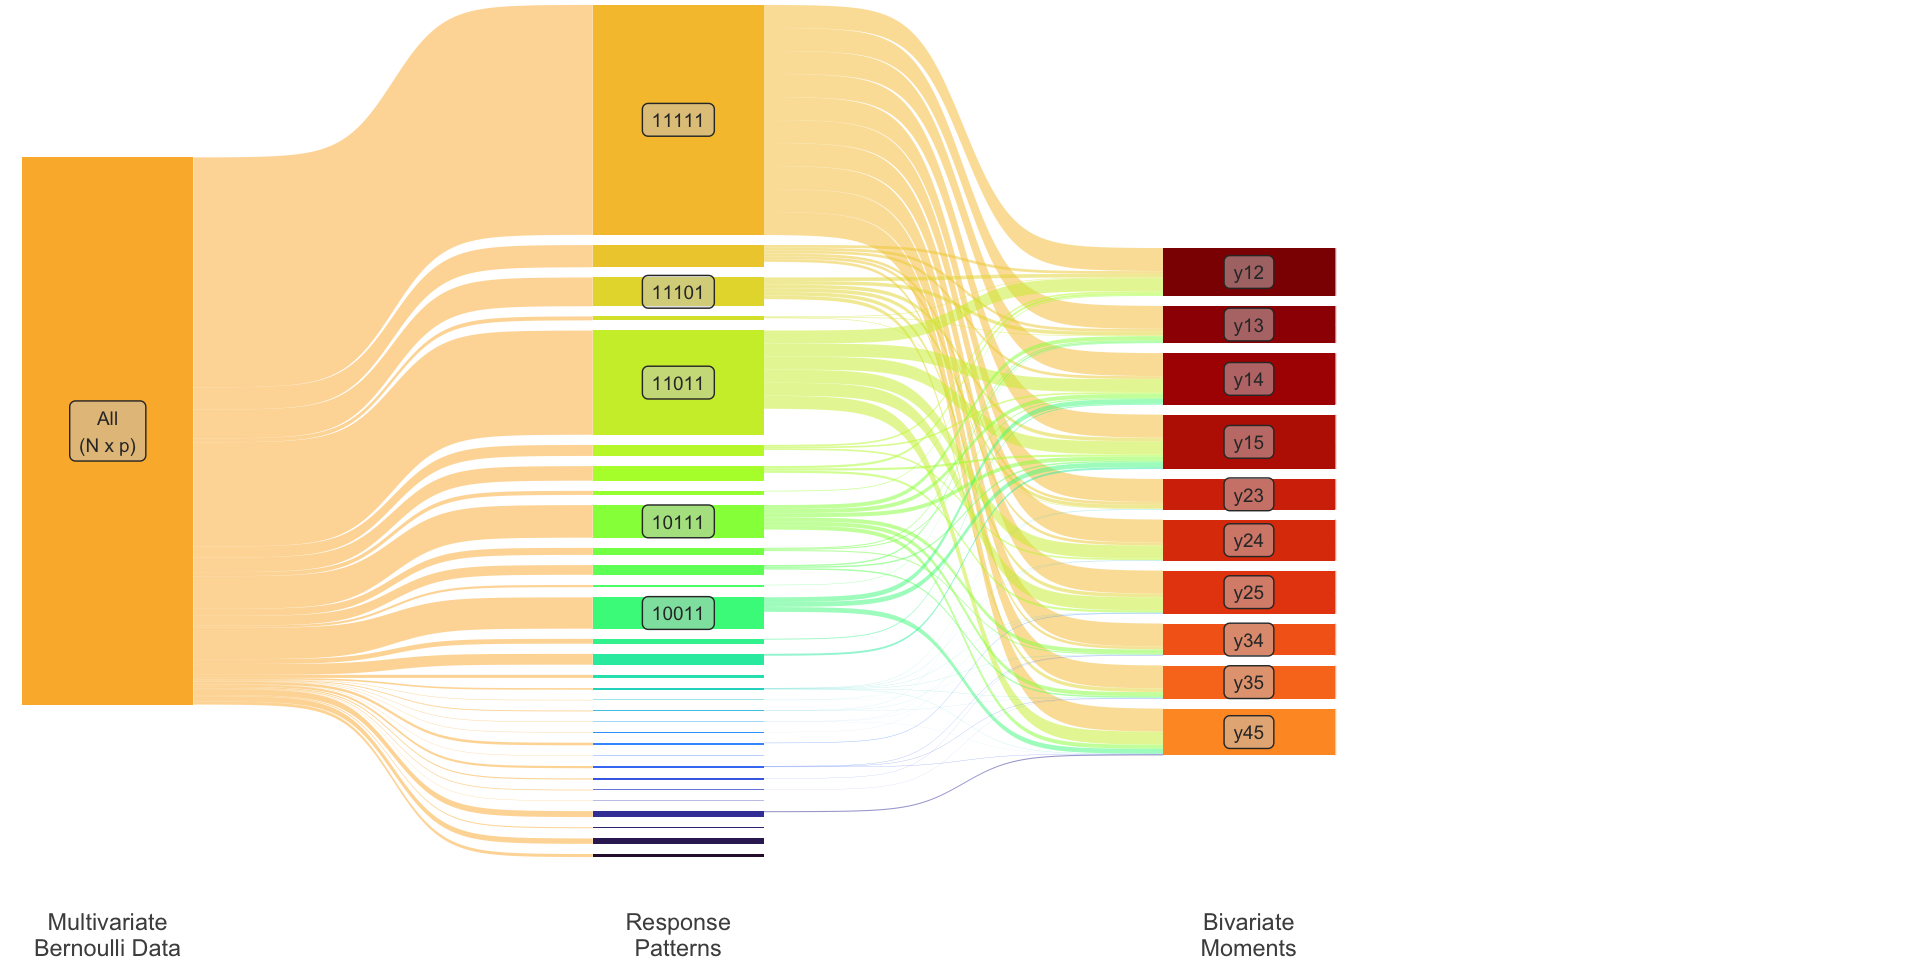 All
(N x p)
11111
11101
11011
10111
10011
y12
y13
y14
y15
y23
y24
y25
y34
y35
y45
Multivariate
Bernoulli Data
Response
Patterns
Bivariate
Moments